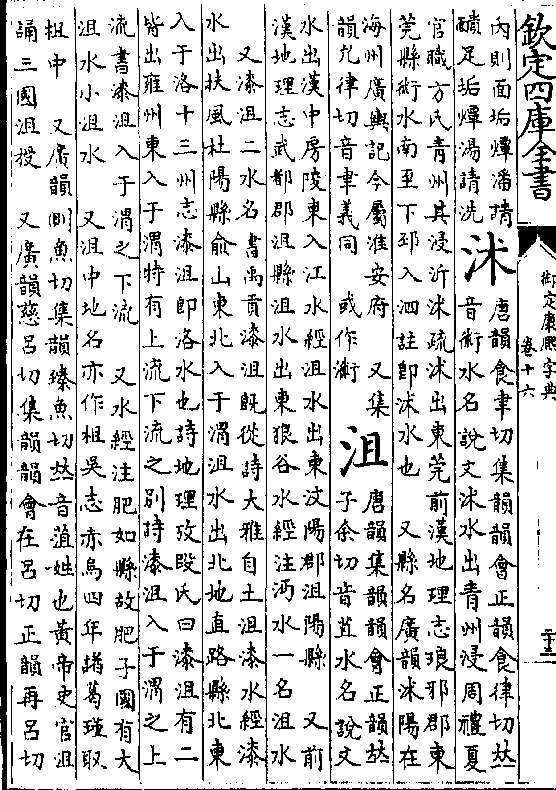 欽定四庫全書
御定康熙字典
卷十六
二十三
内則面垢燂潘請
靧足垢燂湯請洗
沭
唐韻食聿切集韻韻會正韻食律切𠀤
音術水名說文沭水出青州浸周禮夏
官職方氏青州其浸沂沭疏沭出東莞前漢地理志琅邪郡東
莞縣術水南至下邳入泗註即沭水也　又縣名廣韻沭陽在
海州廣輿記今屬淮安府　又集
韻允律切音聿義同　或作術
沮
唐韻集韻韻會正韻𠀤
子余切音苴水名說文
水出漢中房陵東入江水經沮水出東汶陽郡沮陽縣　又前
漢地理志武都郡沮縣沮水出東狼谷水經注沔水一名沮水
又漆沮二水名書禹貢漆沮既從詩大雅自土沮漆水經漆
水出扶風杜陽縣俞山東北入于渭沮水出北地直路縣北東
入于洛十三州志漆沮即洛水也詩地理攷段氏曰漆沮有二
皆出雍州東入于渭特有上流下流之别詩漆沮入于渭之上
流書漆沮入于渭之下流　又水經注肥如縣故肥子國有大
沮水小沮水　又沮中地名亦作柤吳志赤烏四年諸葛瑾取
柤中　又廣韻側魚切集韻臻魚切𠀤音菹姓也黃帝史官沮
誦三國沮授　又廣韻慈呂切集韻韻會在呂切正韻再呂切